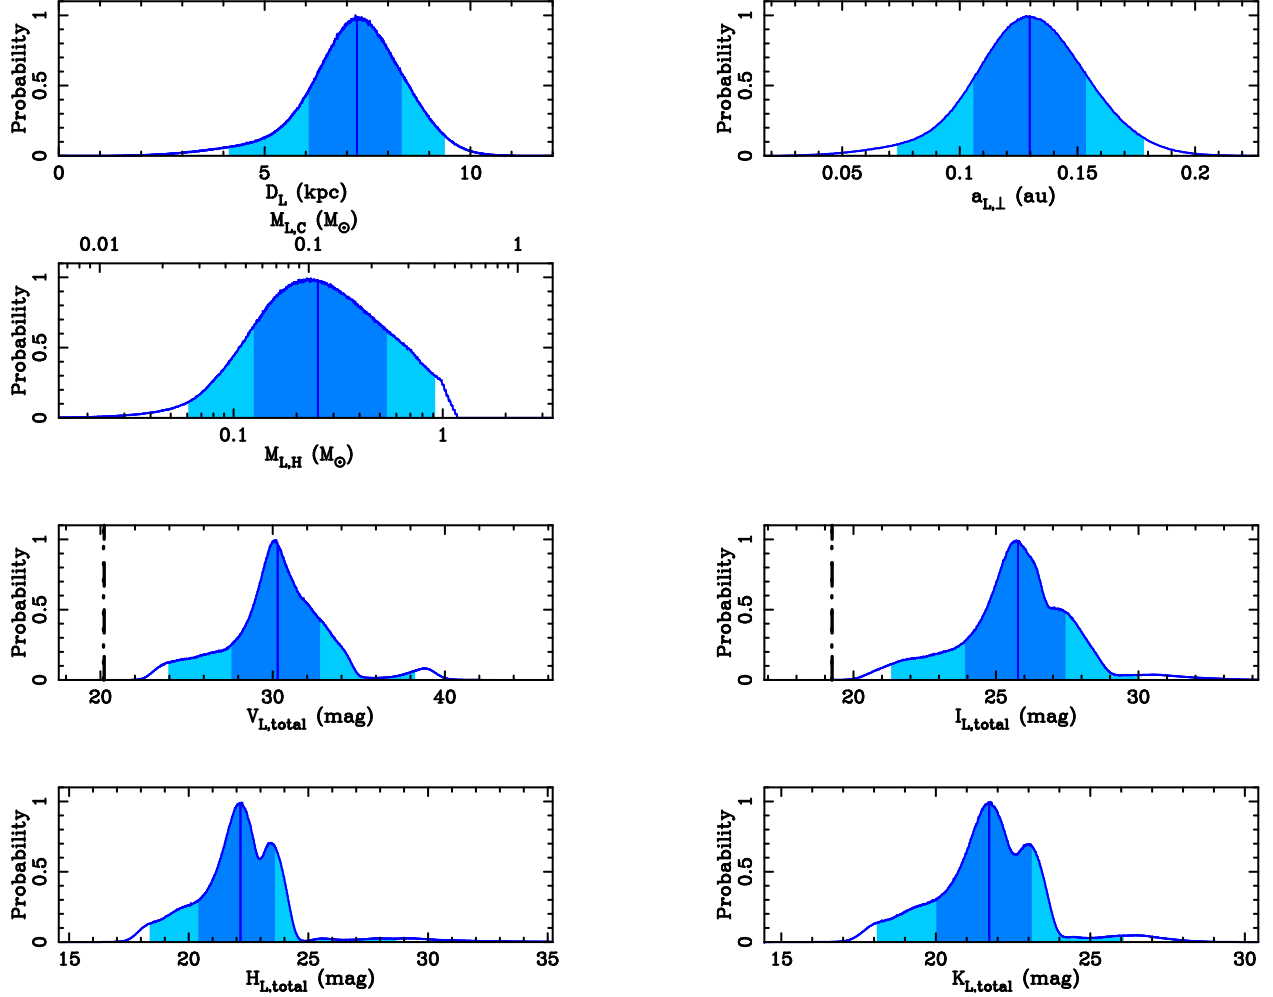 Probability
0 0.5 1
0 5 10
D_L (kpc)
Probability
0 0.5 1
0.05 0.1 0.15 0.2
a_L,⊥ (au)
M_L,C (M_⊙)
0.01 0.1 1
Probability
0 0.5 1
0.1 1
M_L,H (M_⊙)
Probability
0 0.5 1
20 30 40
V_L,total (mag)
Probability
0 0.5 1
20 25 30
I_L,total (mag)
Probability
0 0.5 1
15 20 25 30 35
H_L,total (mag)
Probability
0 0.5 1
15 20 25 30
K_L,total (mag)